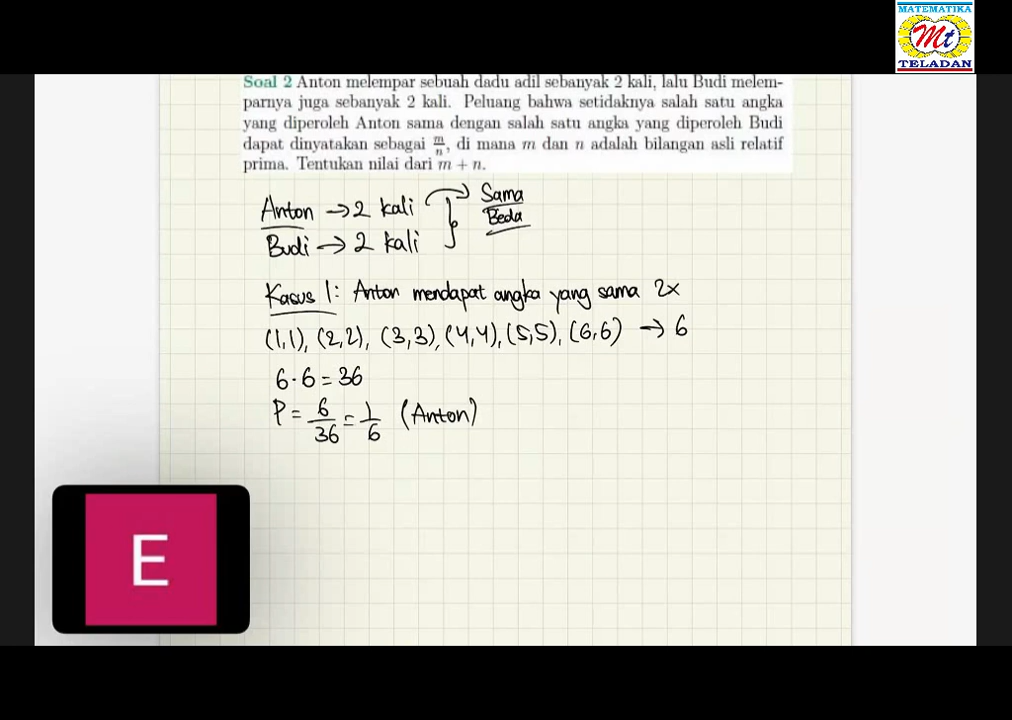 MATEMATIKA
Mt
TELADAN
Soal 2 Anton melempar sebuah dadu adil sebanyak 2 kali, lalu Budi melem-
parnya juga sebanyak 2 kali. Peluang bahwa setidaknya salah satu angka
yang diperoleh Anton sama dengan salah satu angka yang diperoleh Budi
dapat dinyatakan sebagai m/n, di mana m dan n adalah bilangan asli relatif
prima. Tentukan nilai dari m + n.
Anton → 2 kali
Budi → 2 kali
Sama
Beda
Kasus 1: Anton mendapat angka yang sama 2x
(1,1), (2,2), (3,3), (4,4), (5,5), (6,6) → 6
6·6 = 36
P = 6/36 = 1/6 (Anton)
E